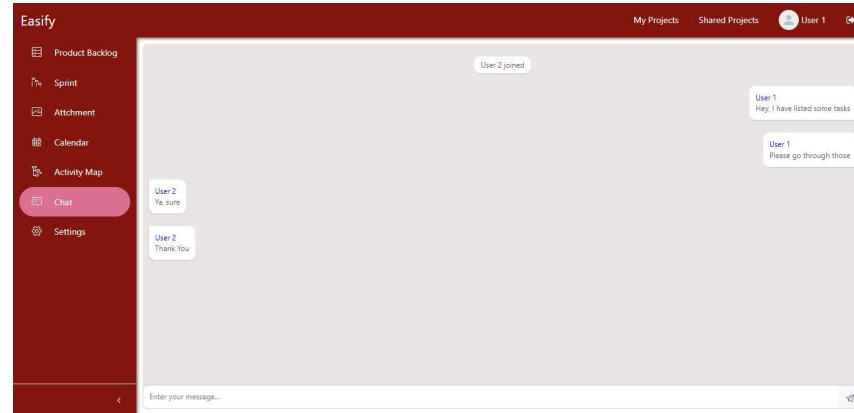 Easify
My Projects
Shared Projects
User 1
Product Backlog
Sprint
Attchment
Calendar
Activity Map
Chat
Settings
User 2 joined
User 1
Hey, I have listed some tasks
User 1
Please go through those
User 2
Ya, sure
User 2
Thank You
Enter your message...